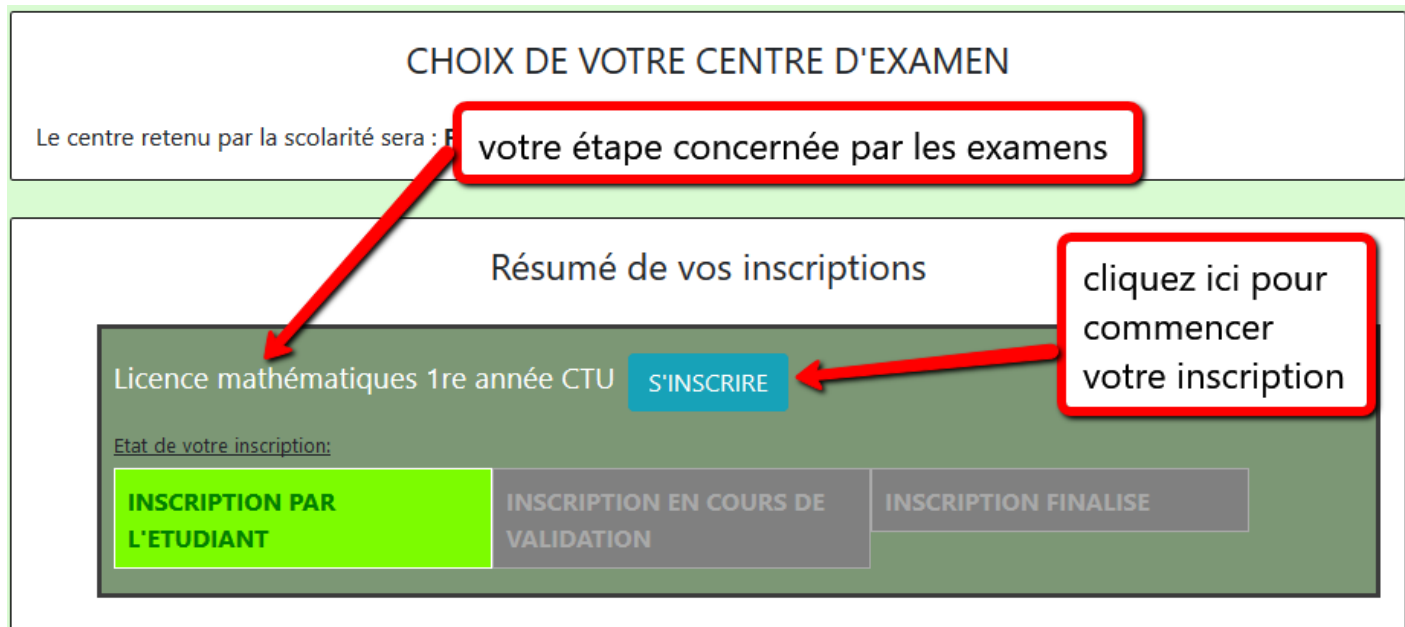 CHOIX DE VOTRE CENTRE D'EXAMEN
Le centre retenu par la scolarité sera :
votre étape concernée par les examens
Résumé de vos inscriptions
cliquez ici pour
commencer
votre inscription
Licence mathématiques 1re année CTU
S'INSCRIRE
Etat de votre inscription:
INSCRIPTION PAR
L'ETUDIANT
INSCRIPTION EN COURS DE
VALIDATION
INSCRIPTION FINALISE